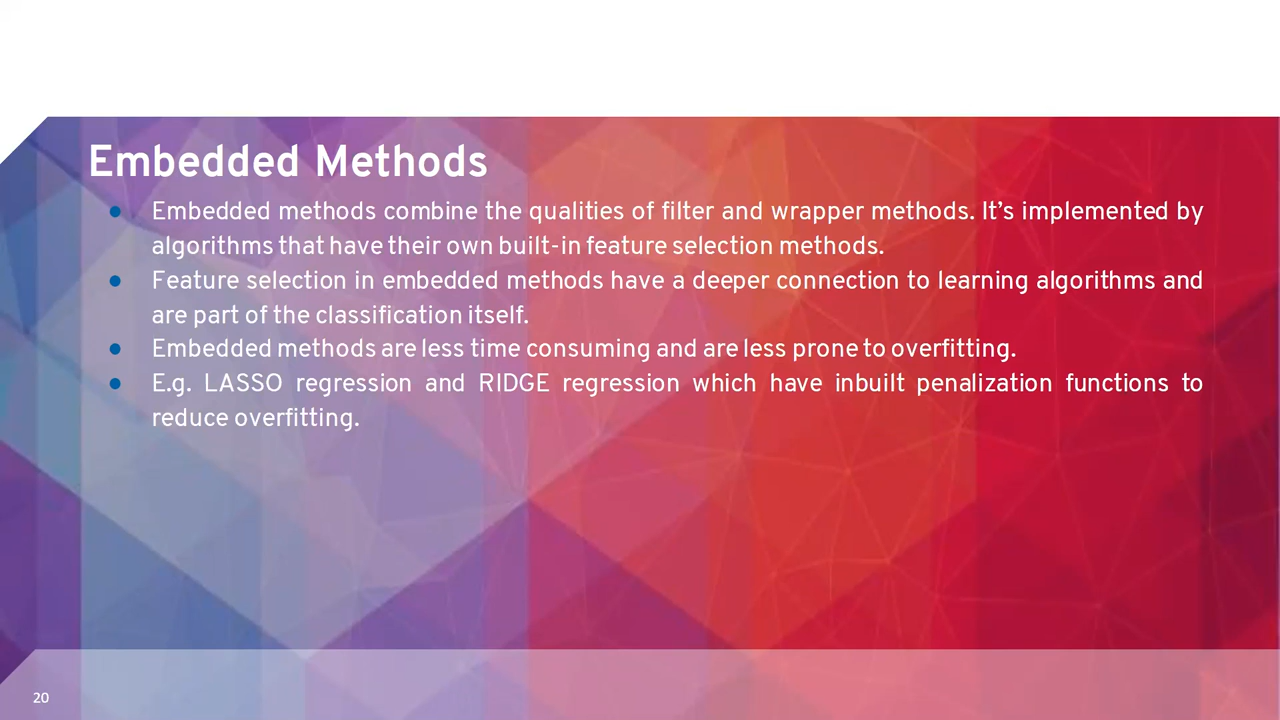 Embedded Methods
● Embedded methods combine the qualities of filter and wrapper methods. It’s implemented by
algorithms that have their own built-in feature selection methods.
● Feature selection in embedded methods have a deeper connection to learning algorithms and
are part of the classification itself.
● Embedded methods are less time consuming and are less prone to overfitting.
● E.g. LASSO regression and RIDGE regression which have inbuilt penalization functions to
reduce overfitting.
20